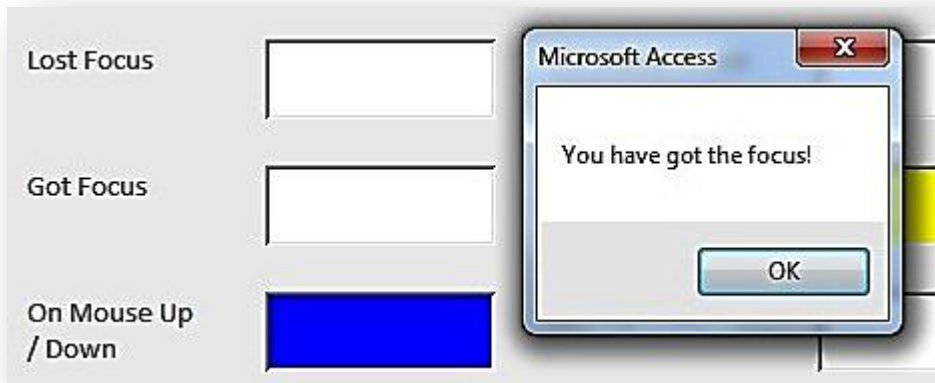 Lost Focus
Microsoft Access
You have got the focus!
Got Focus
OK
On Mouse Up
/ Down